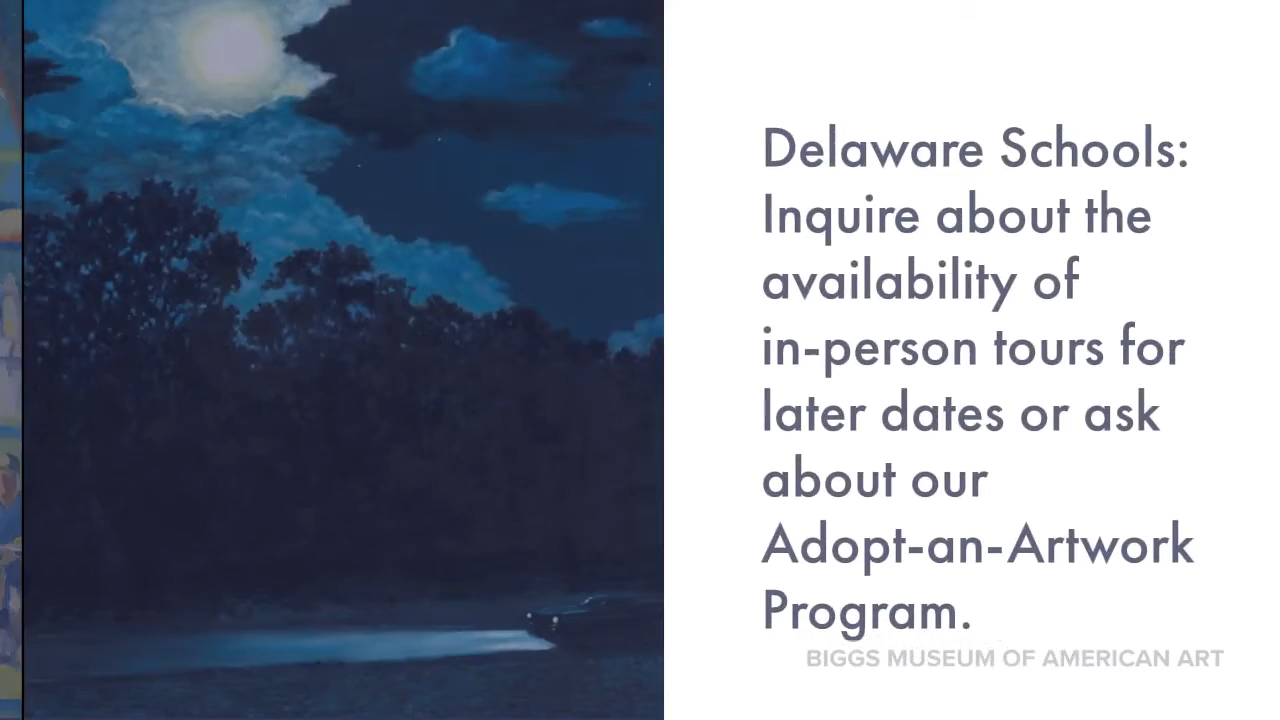 Delaware Schools:
Inquire about the
availability of
in-person tours for
later dates or ask
about our
Adopt-an-Artwork
Program.
BIGGS MUSEUM OF AMERICAN ART